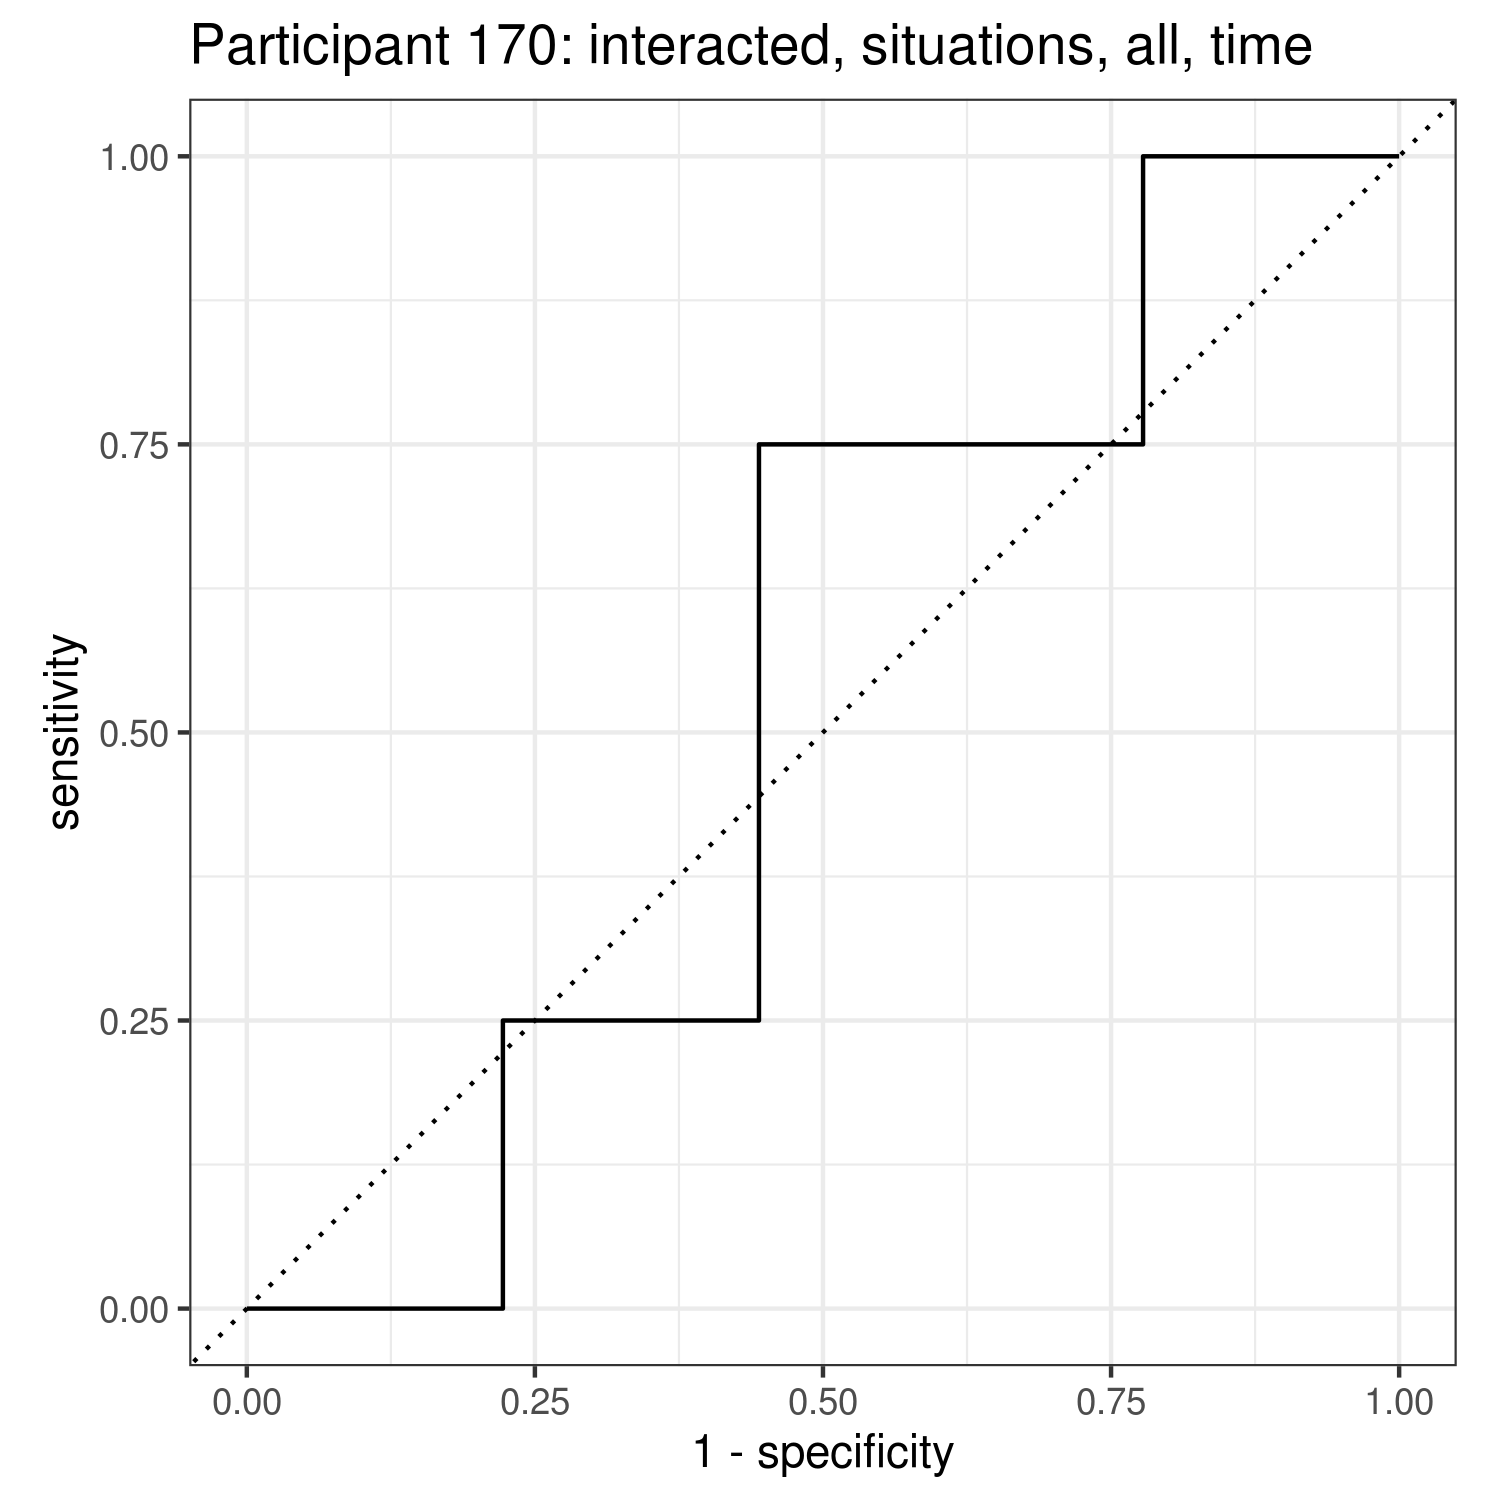 Participant 170: interacted, situations, all, time
1.00
0.75
0.50
0.25
0.00
sensitivity
0.00 0.25 0.50 0.75 1.00
1 - specificity